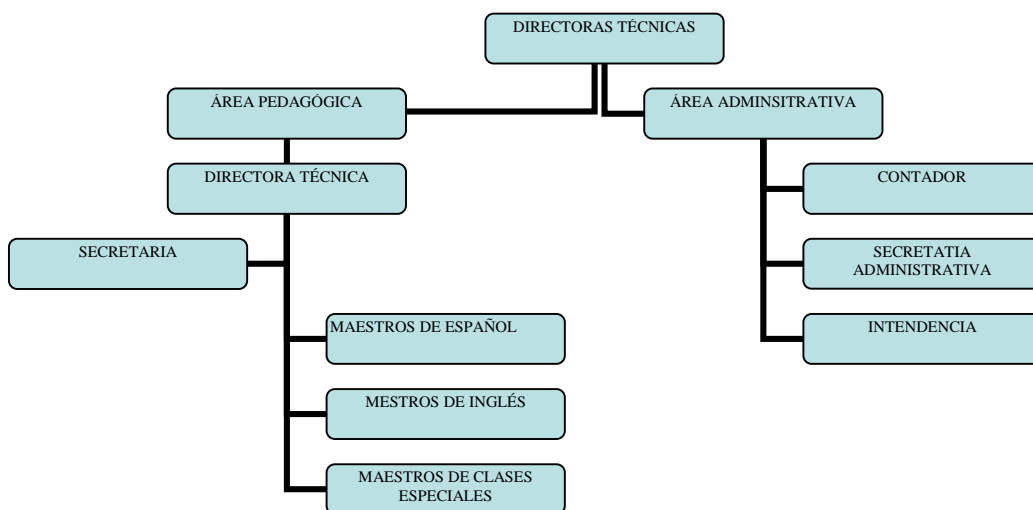 DIRECTORAS TÉCNICAS
ÁREA PEDAGÓGICA
ÁREA ADMINSITRATIVA
DIRECTORA TÉCNICA
CONTADOR
SECRETARIA
SECRETATIA
ADMINISTRATIVA
MAESTROS DE ESPAÑOL
INTENDENCIA
MESTROS DE INGLÉS
MAESTROS DE CLASES
ESPECIALES